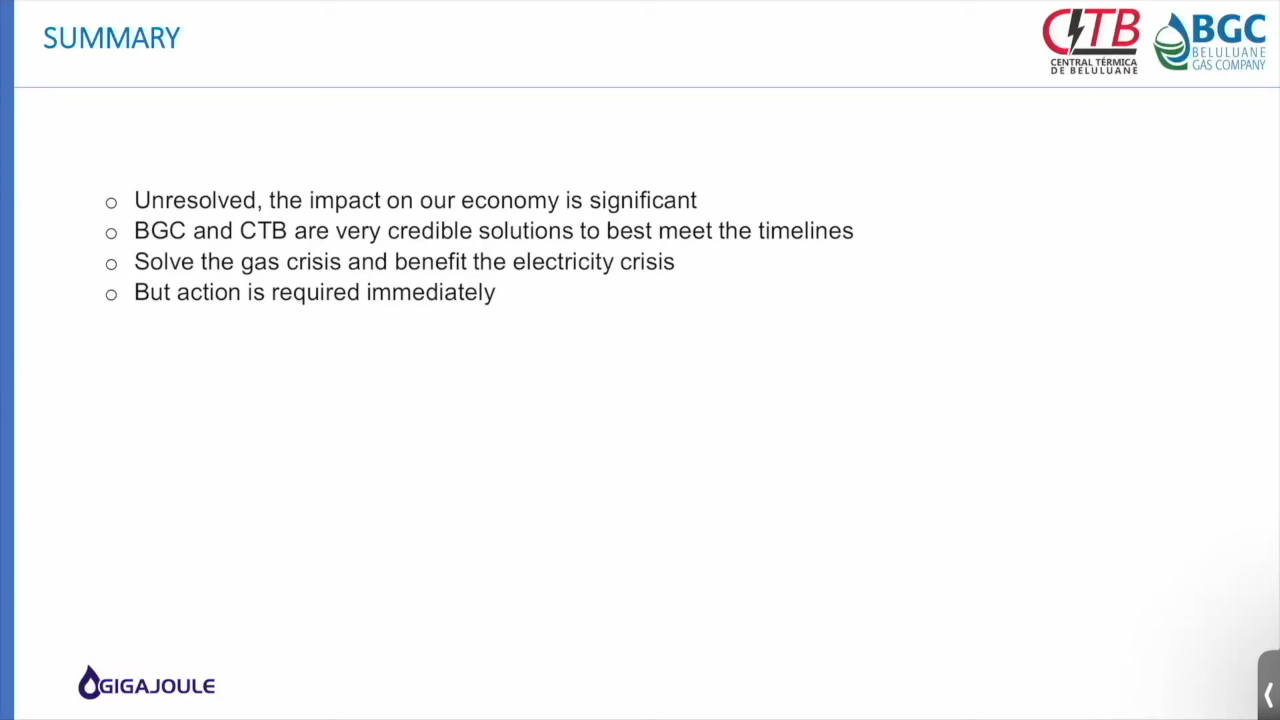 SUMMARY
CTB
CENTRAL TÉRMICA
DE BELULUANE
BGC
BELULUANE
GAS COMPANY
o Unresolved, the impact on our economy is significant
o BGC and CTB are very credible solutions to best meet the timelines
o Solve the gas crisis and benefit the electricity crisis
o But action is required immediately
GIGAJOULE